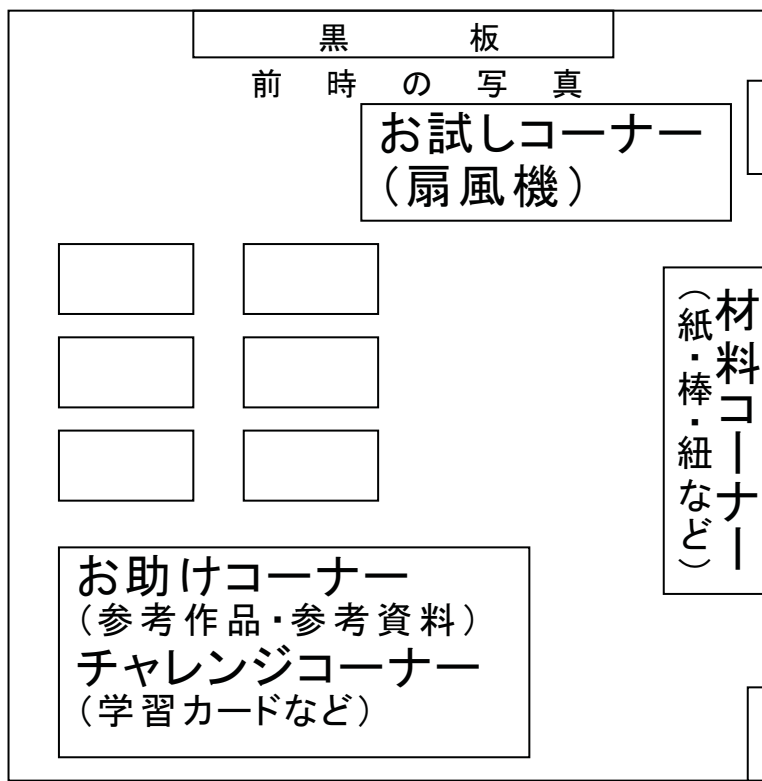 黒板
前時の写真
お試しコーナー
（扇風機）
材料コーナー
（紙・棒・紐など）
お助けコーナー
（参考作品・参考資料）
チャレンジコーナー
（学習カードなど）